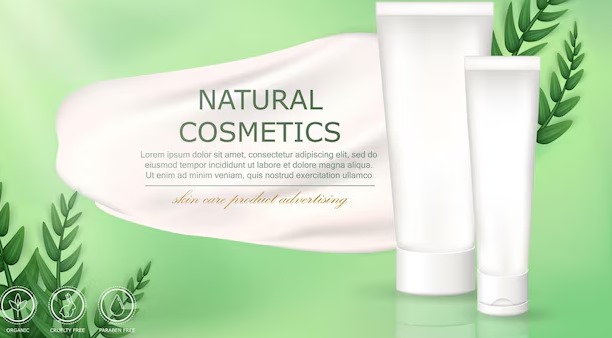 NATURAL
COSMETICS
Lorem ipsum dolor sit amet, consectetur adipiscing elit, sed do
eiusmod tempor incididunt ut labore et dolore magna aliqua.
Ut enim ad minim veniam, quis nostrud exercitation ullamco
skin care product advertising
ORGANIC
CRUELTY FREE
PARABEN FREE